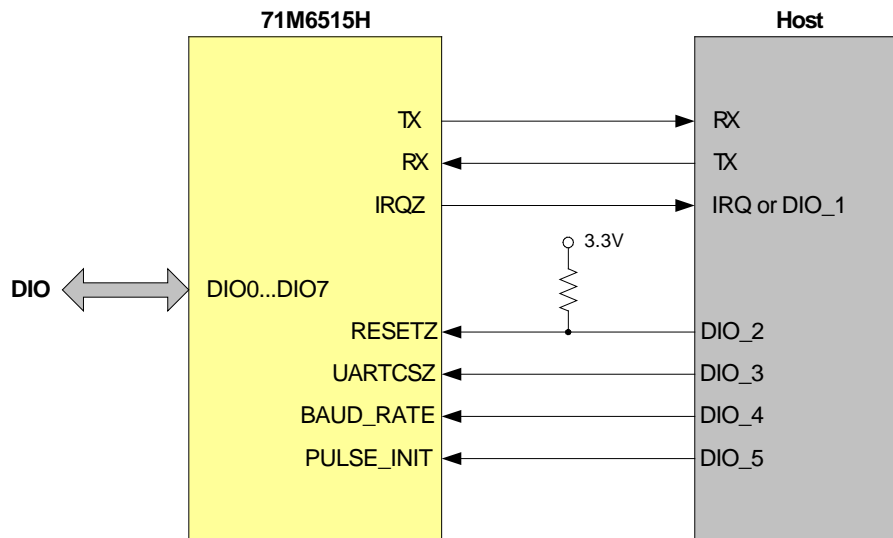 71M6515H Host
TX RX
RX TX
IRQZ IRQ or DIO_1
3.3V
DIO DIO0...DIO7
RESETZ DIO_2
UARTCSZ DIO_3
BAUD_RATE DIO_4
PULSE_INIT DIO_5